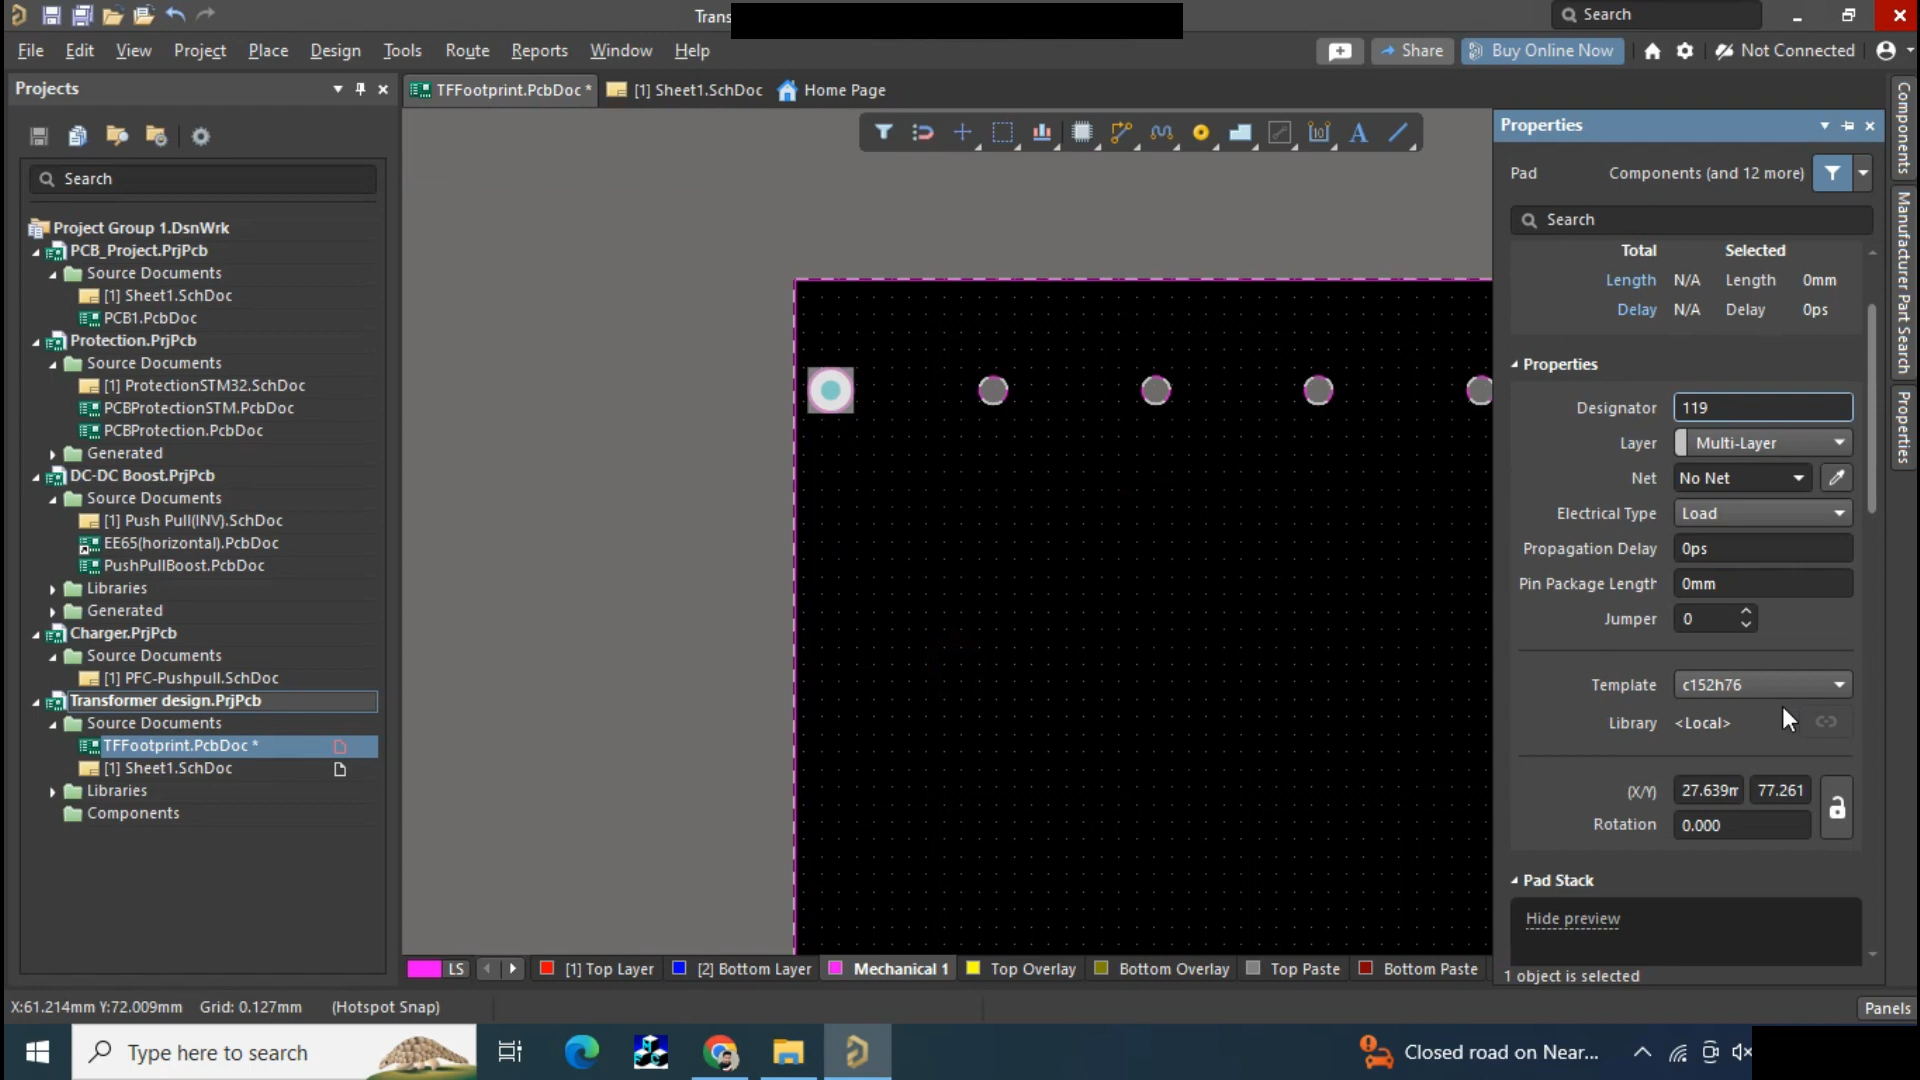 Trans
Search
File Edit View Project Place Design Tools Route Reports Window Help
Share Buy Online Now Not Connected
Projects
TFFootprint.PcbDoc * [1] Sheet1.SchDoc Home Page
Search
Project Group 1.DsnWrk
PCB_Project.PrjPcb
Source Documents
[1] Sheet1.SchDoc
PCB1.PcbDoc
Protection.PrjPcb
Source Documents
[1] ProtectionSTM32.SchDoc
PCBProtectionSTM.PcbDoc
PCBProtection.PcbDoc
Generated
DC-DC Boost.PrjPcb
Source Documents
[1] Push Pull(INV).SchDoc
EE65(horizontal).PcbDoc
PushPullBoost.PcbDoc
Libraries
Generated
Charger.PrjPcb
Source Documents
[1] PFC-Pushpull.SchDoc
Transformer design.PrjPcb
Source Documents
TFFootprint.PcbDoc *
[1] Sheet1.SchDoc
Libraries
Components
10
A
Properties
Pad Components (and 12 more)
Search
Total Selected
Length N/A Length 0mm
Delay N/A Delay 0ps
Properties
Designator 119
Layer Multi-Layer
Net No Net
Electrical Type Load
Propagation Delay 0ps
Pin Package Length 0mm
Jumper 0
Template c152h76
Library <Local>
(X/Y) 27.639m 77.261
Rotation 0.000
Pad Stack
Hide preview
1 object is selected
Components
Manufacturer Part Search
Properties
LS [1] Top Layer [2] Bottom Layer Mechanical 1 Top Overlay Bottom Overlay Top Paste Bottom Paste
X:61.214mm Y:72.009mm Grid: 0.127mm (Hotspot Snap)
Panels
Type here to search
Closed road on Near...